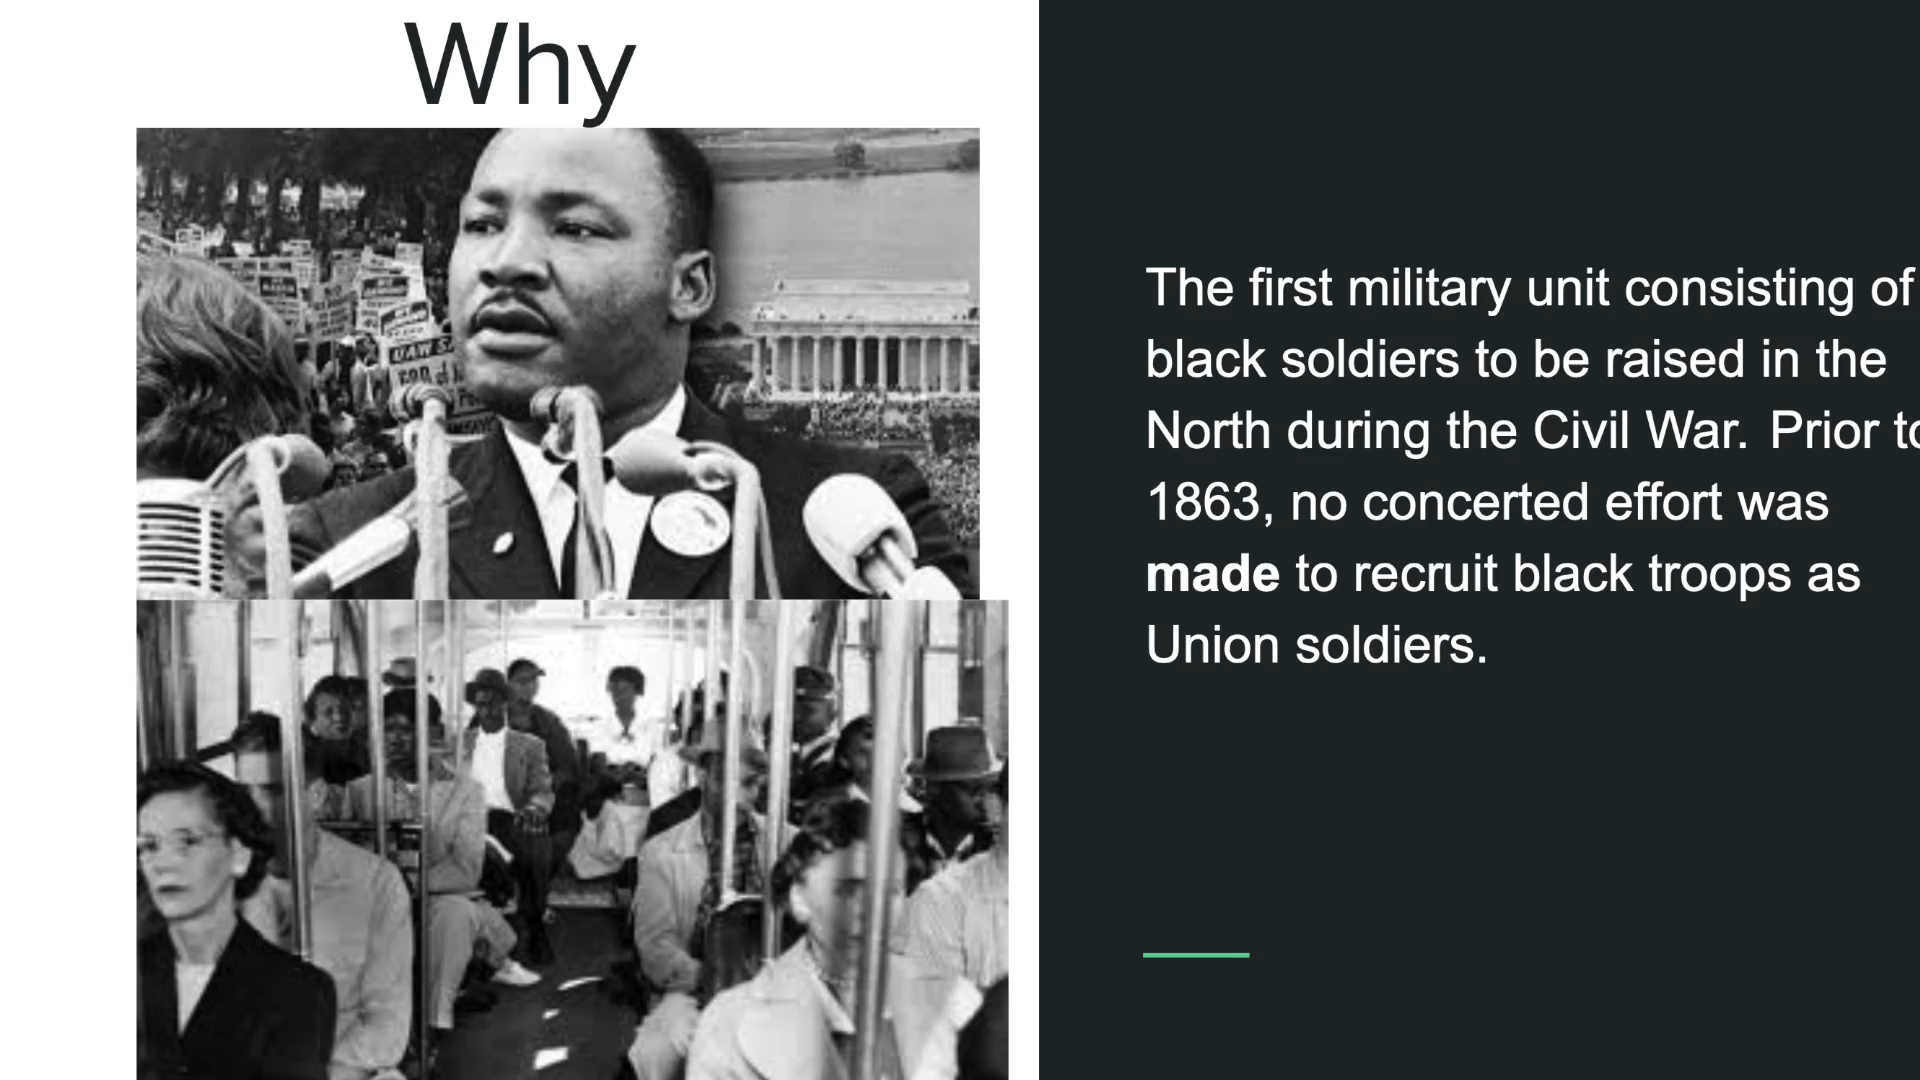 Why
UAW S
The first military unit consisting of
black soldiers to be raised in the
North during the Civil War. Prior to
1863, no concerted effort was
made to recruit black troops as
Union soldiers.